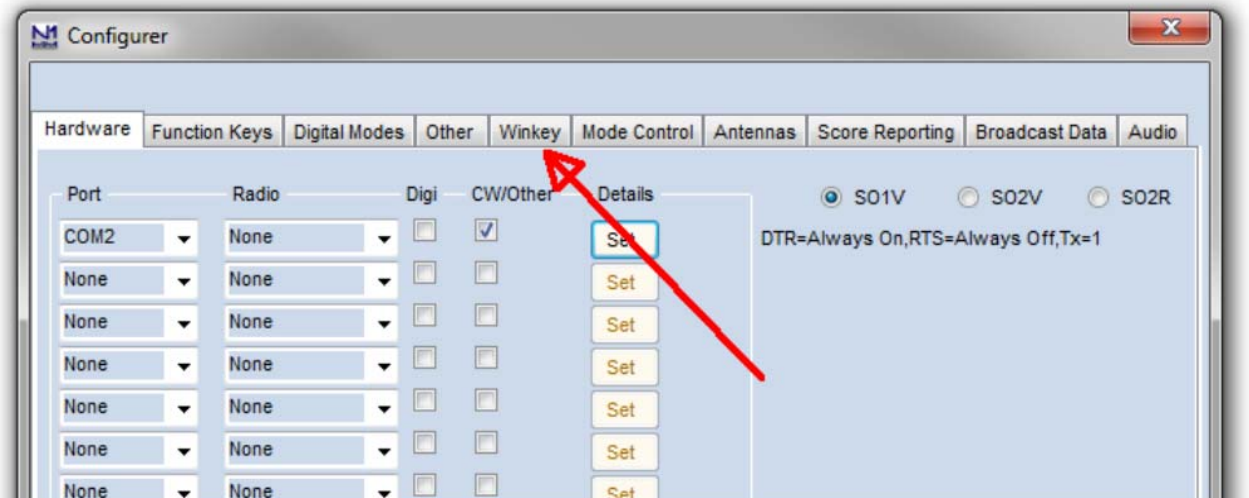 N1 Configurer
Hardware Function Keys Digital Modes Other Winkey Mode Control Antennas Score Reporting Broadcast Data Audio
Port Radio Digi CW/Other Details SO1V SO2V SO2R
COM2 None Set DTR=Always On,RTS=Always Off,Tx=1
None None Set
None None Set
None None Set
None None Set
None None Set
None None Set